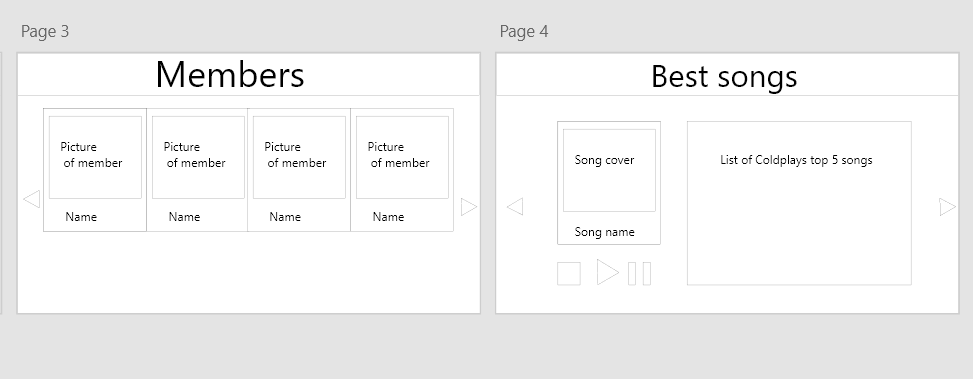 Page 3
Members
Picture
of member
Name
Picture
of member
Name
Picture
of member
Name
Picture
of member
Name
Page 4
Best songs
Song cover
Song name
List of Coldplays top 5 songs